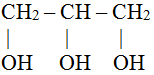 CH₂ – CH – CH₂
OH OH OH